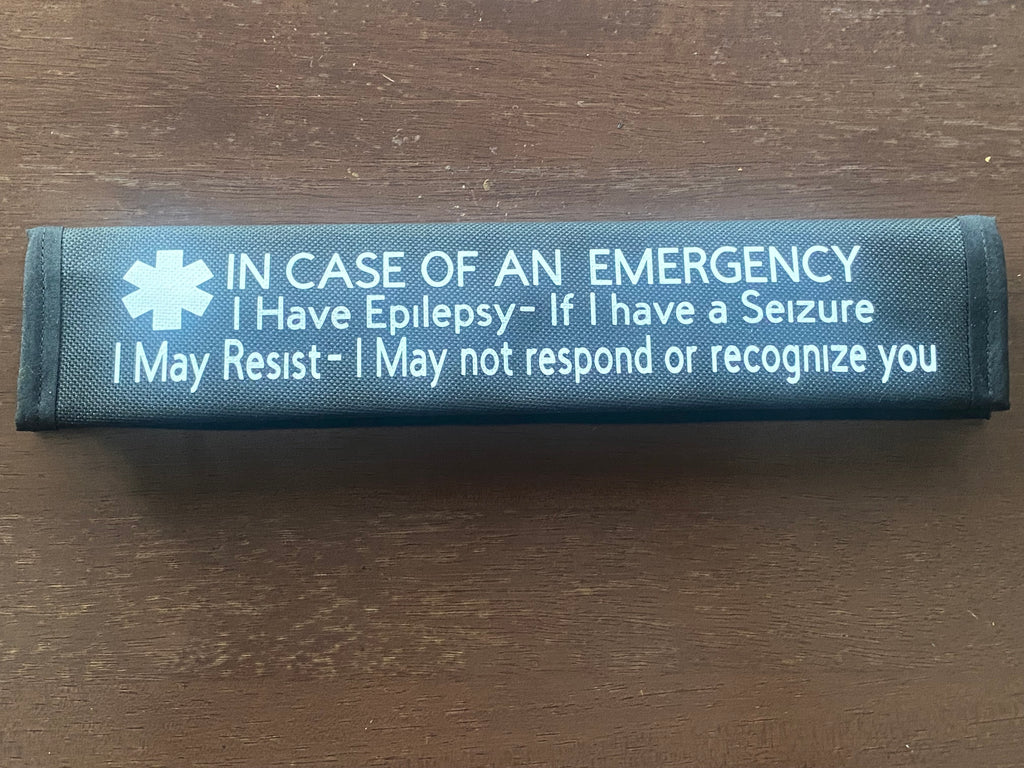 IN CASE OF AN EMERGENCY
I Have Epilepsy- If I have a Seizure
I May Resist- I May not respond or recognize you